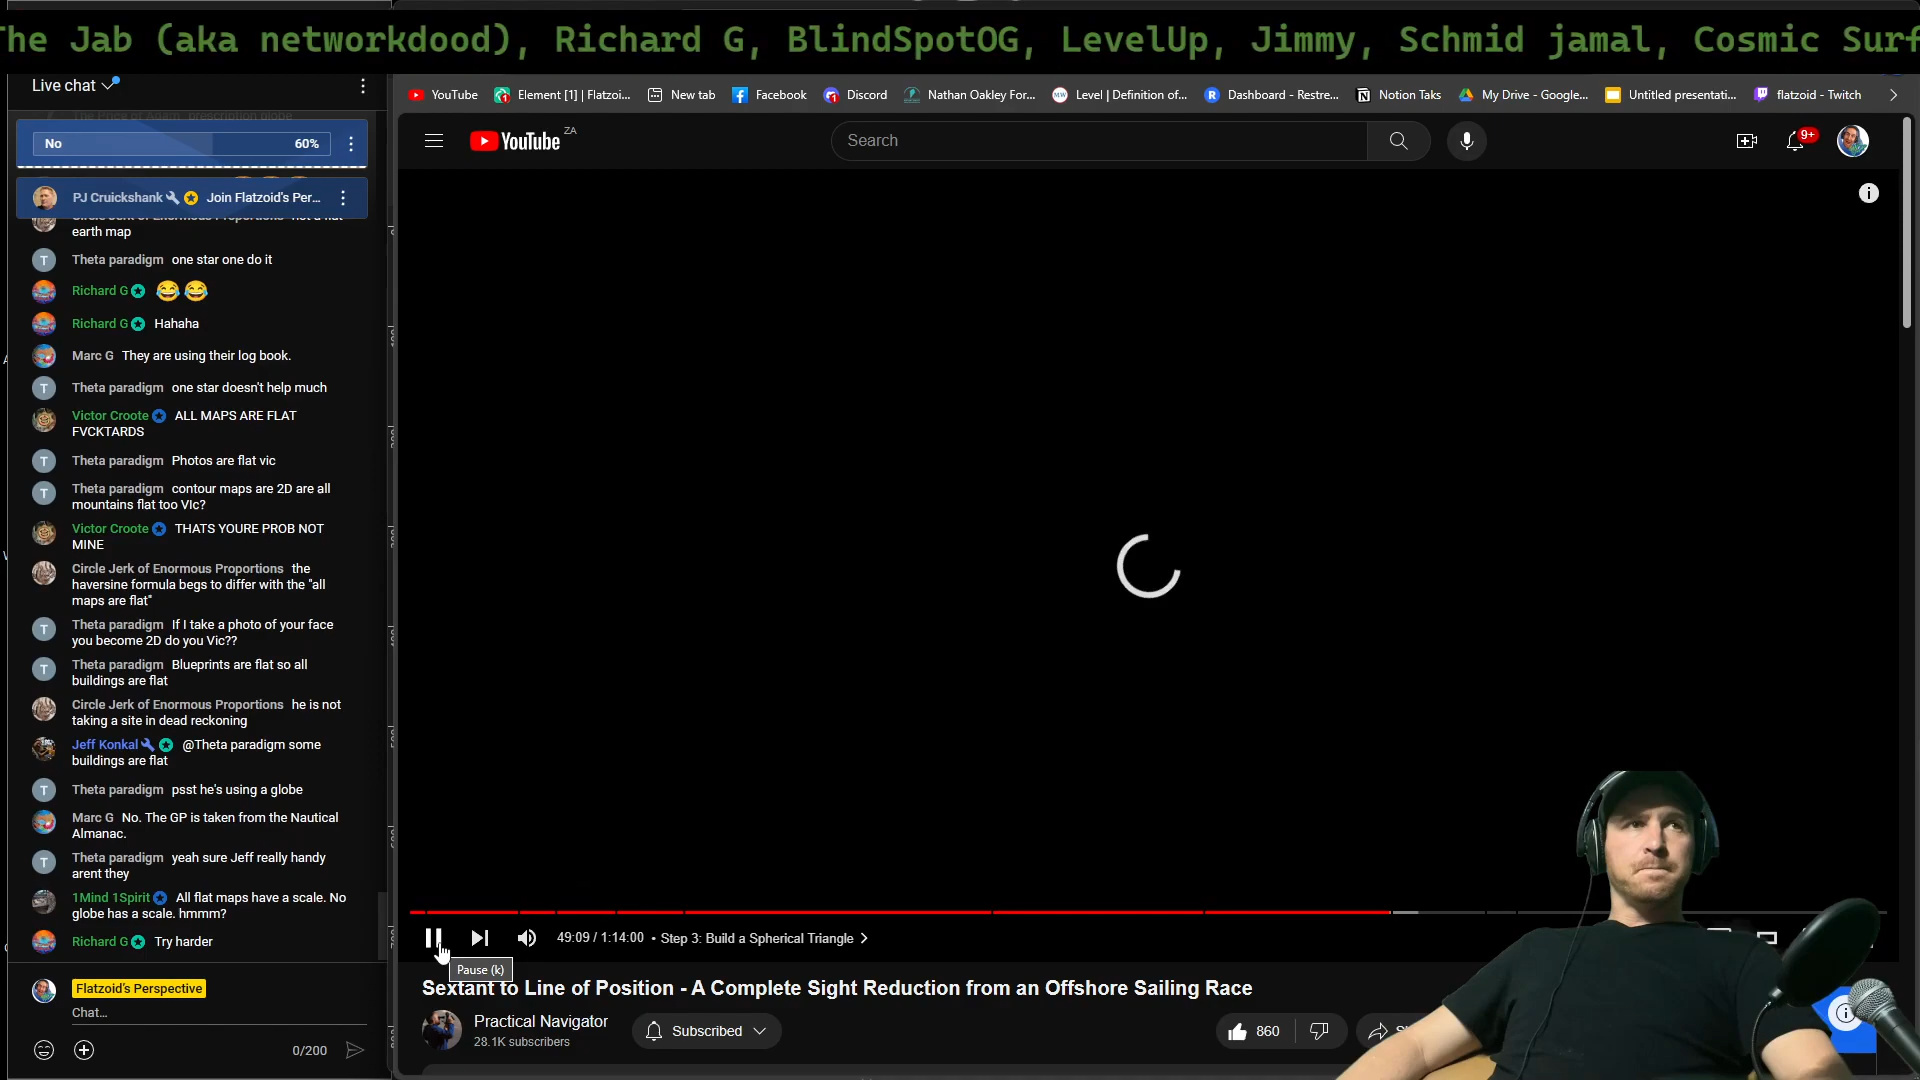 The Jab (aka networkdood), Richard G, BlindSpotOG, LevelUp, Jimmy, Schmid jamal, Cosmic Surf
Live chat
No 60%
PJ Cruickshank Join Flatzoid's Per...
earth map
Theta paradigm one star one do it
Richard G 😂😂
Richard G Hahaha
Marc G They are using their log book.
Theta paradigm one star doesn't help much
Victor Croote ALL MAPS ARE FLAT
FVCKTARDS
Theta paradigm Photos are flat vic
Theta paradigm contour maps are 2D are all
mountains flat too VIc?
Victor Croote THATS YOURE PROB NOT
MINE
Circle Jerk of Enormous Proportions the
haversine formula begs to differ with the "all
maps are flat"
Theta paradigm If I take a photo of your face
you become 2D do you Vic??
Theta paradigm Blueprints are flat so all
buildings are flat
Circle Jerk of Enormous Proportions he is not
taking a site in dead reckoning
Jeff Konkal @Theta paradigm some
buildings are flat
Theta paradigm psst he's using a globe
Marc G No. The GP is taken from the Nautical
Almanac.
Theta paradigm yeah sure Jeff really handy
arent they
1Mind 1Spirit All flat maps have a scale. No
globe has a scale. hmmm?
Richard G Try harder
Flatzoid's Perspective
Chat...
0/200
YouTube Element [1] | Flatzoi... New tab Facebook Discord Nathan Oakley For... Level | Definition of... Dashboard - Restre... Notion Taks My Drive - Google... Untitled presentati... flatzoid - Twitch
YouTube ZA
Search
9+
49:09 / 1:14:00 • Step 3: Build a Spherical Triangle
Pause (k)
Sextant to Line of Position - A Complete Sight Reduction from an Offshore Sailing Race
Practical Navigator
28.1K subscribers
Subscribed
860